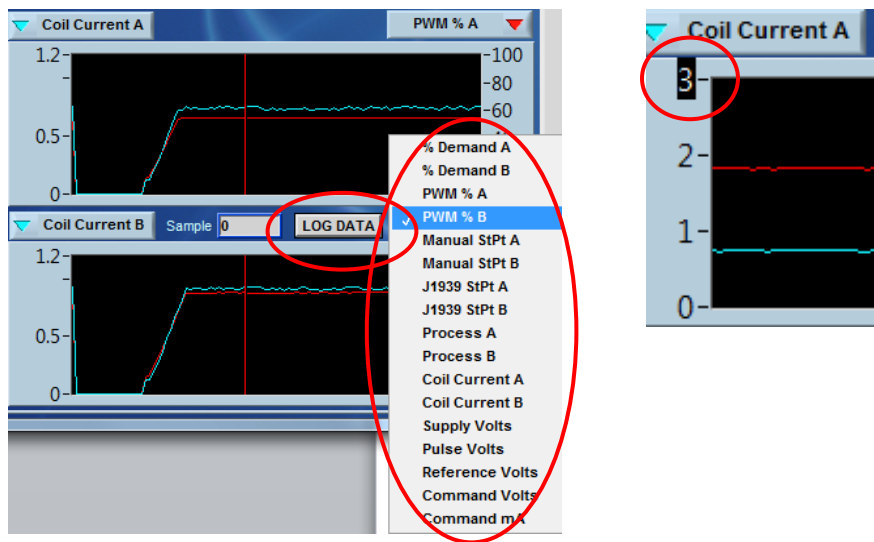 Coil Current A
PWM % A
1.2-
-100
-80
-60
0.5-
0-
Coil Current B
Sample
0
LOG DATA
1.2-
0.5-
0-
% Demand A
% Demand B
PWM % A
PWM % B
Manual StPt A
Manual StPt B
J1939 StPt A
J1939 StPt B
Process A
Process B
Coil Current A
Coil Current B
Supply Volts
Pulse Volts
Reference Volts
Command Volts
Command mA
Coil Current A
3-
2-
1-
0-